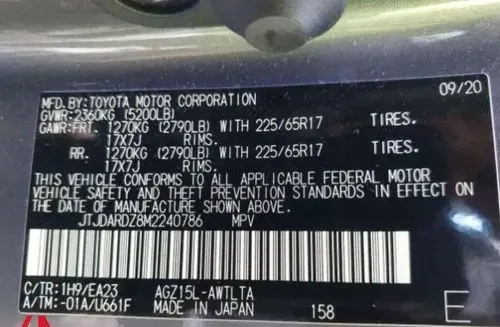 MFD. BY: TOYOTA MOTOR CORPORATION 09/20
GVWR: 2360KG (5200LB)
GAWR: FRT. 1270KG (2790LB) WITH 225/65R17 TIRES.
17X7J RIMS.
RR. 1270KG (2790LB) WITH 225/65R17 TIRES.
17X7J RIMS.
THIS VEHICLE CONFORMS TO ALL APPLICABLE FEDERAL MOTOR
VEHICLE SAFETY AND THEFT PREVENTION STANDARDS IN EFFECT ON
THE DATE OF MANUFACTURE SHOWN ABOVE.
JTJDARDZ8M2240786 MPV
C/TR: 1H9/EA23 AGZ15L-AWTLTA
A/TM: -01A/U661F MADE IN JAPAN 158 E